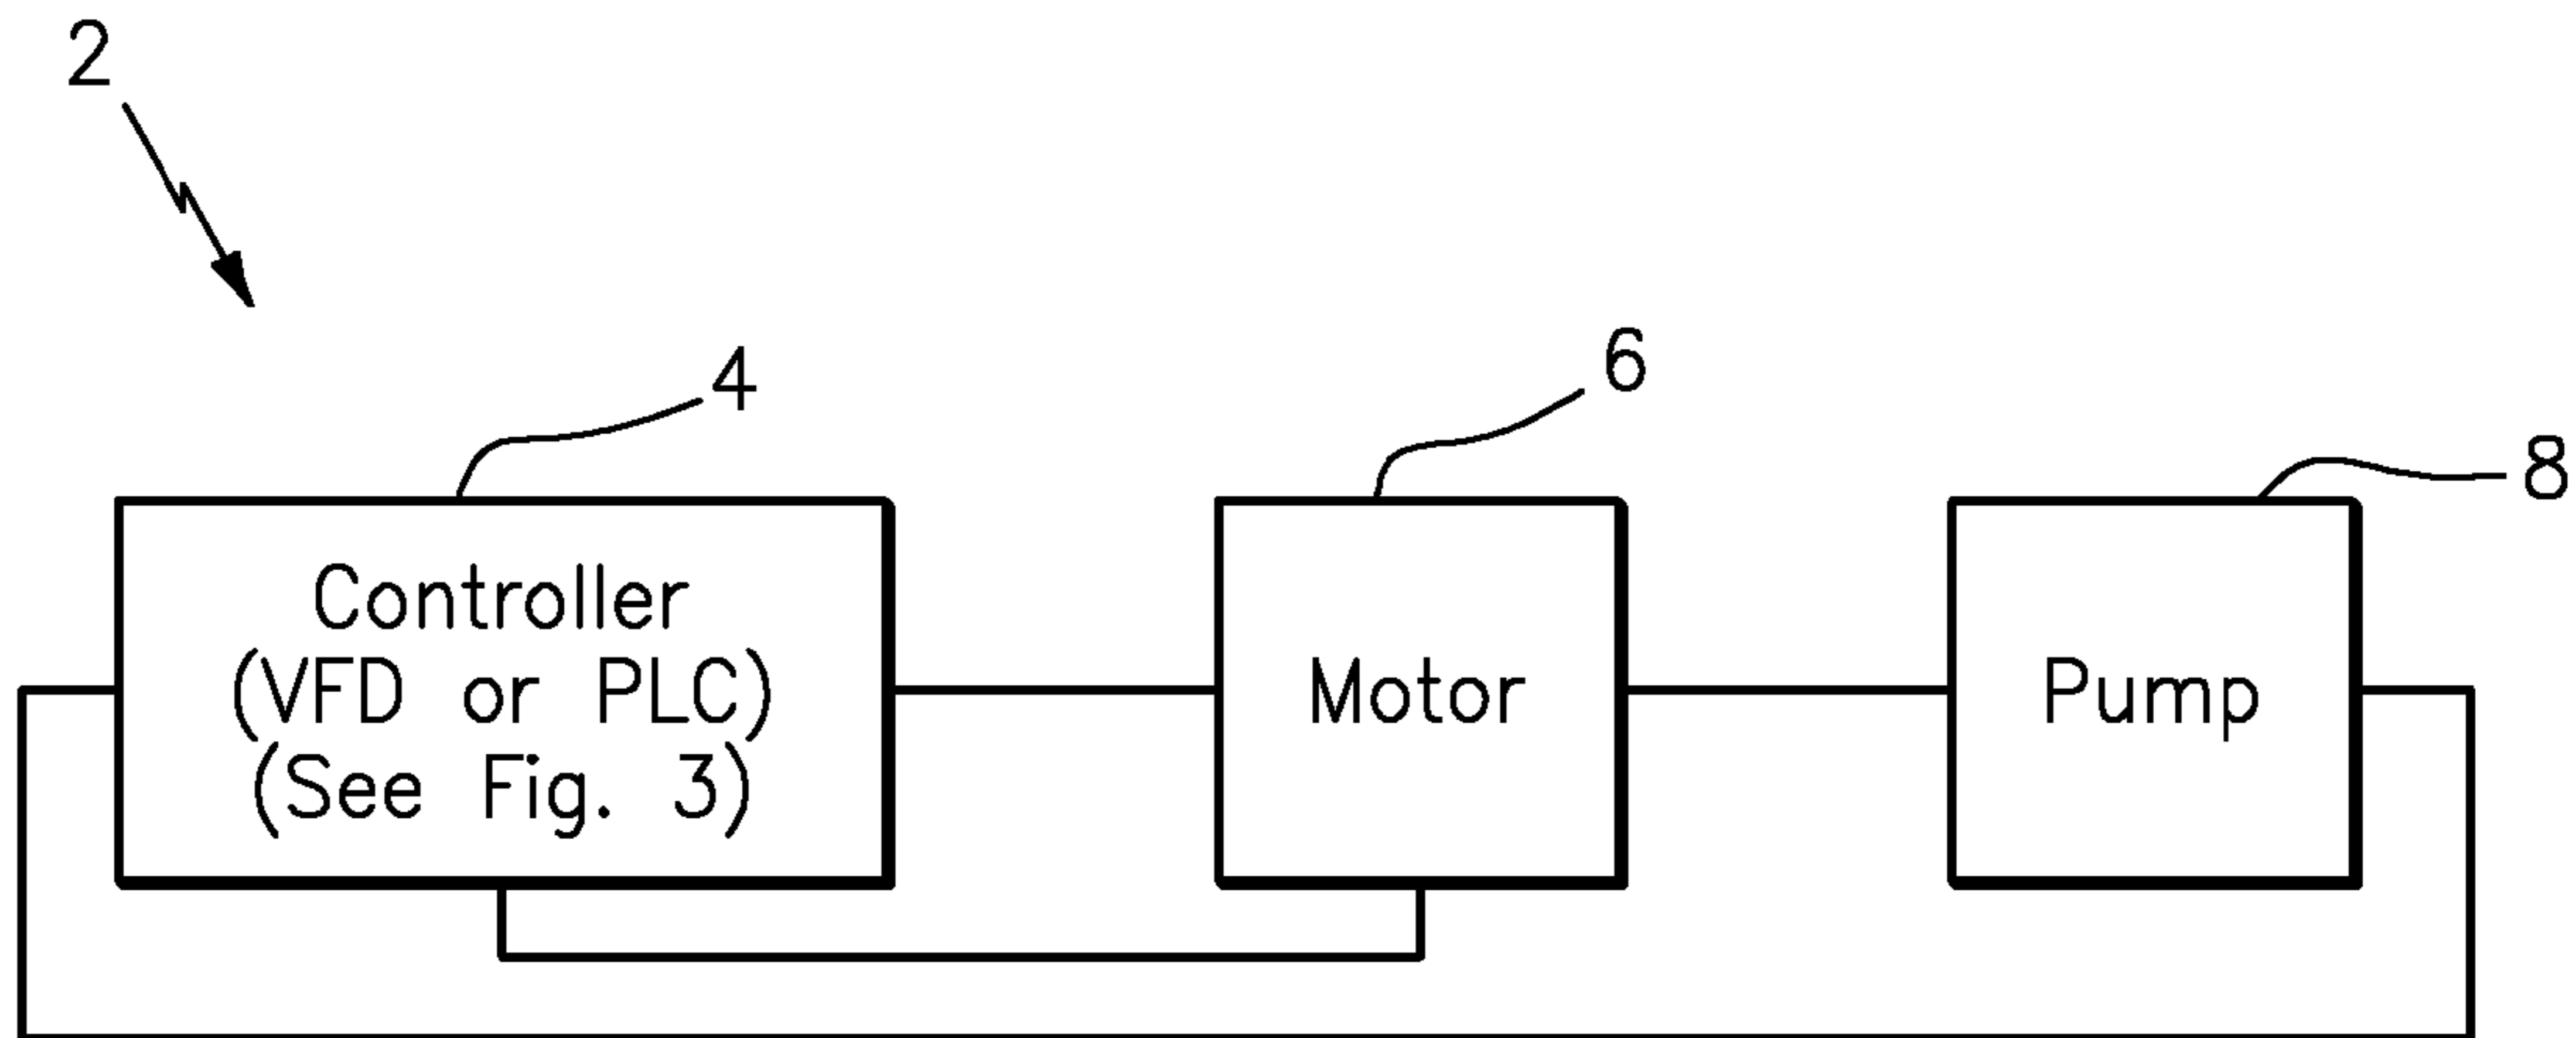 2
4
6
8
Controller
(VFD or PLC)
(See Fig. 3)
Motor
Pump